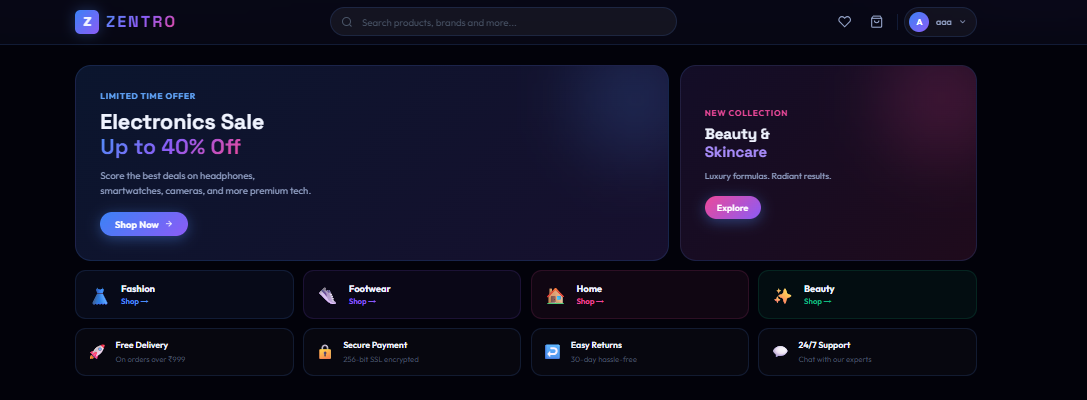 Z ZENTRO
Search products, brands and more...
A aaa
LIMITED TIME OFFER
Electronics Sale
Up to 40% Off
Score the best deals on headphones,
smartwatches, cameras, and more premium tech.
Shop Now →
NEW COLLECTION
Beauty &
Skincare
Luxury formulas. Radiant results.
Explore
Fashion
Shop →
Footwear
Shop →
Home
Shop →
Beauty
Shop →
Free Delivery
On orders over ₹999
Secure Payment
256-bit SSL encrypted
Easy Returns
30-day hassle-free
24/7 Support
Chat with our experts